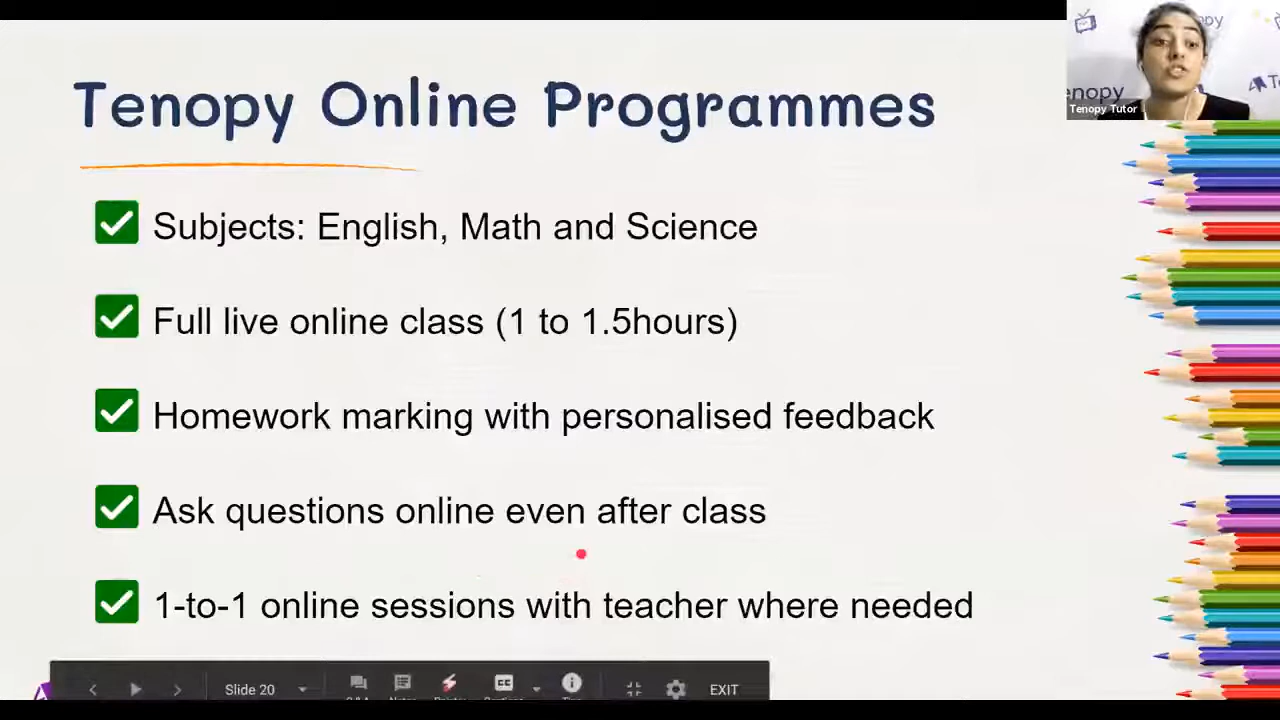 Tenopy Online Programmes
Subjects: English, Math and Science
Full live online class (1 to 1.5hours)
Homework marking with personalised feedback
Ask questions online even after class
1-to-1 online sessions with teacher where needed
Tenopy Tutor
enopy
Slide 20
CC
EXIT